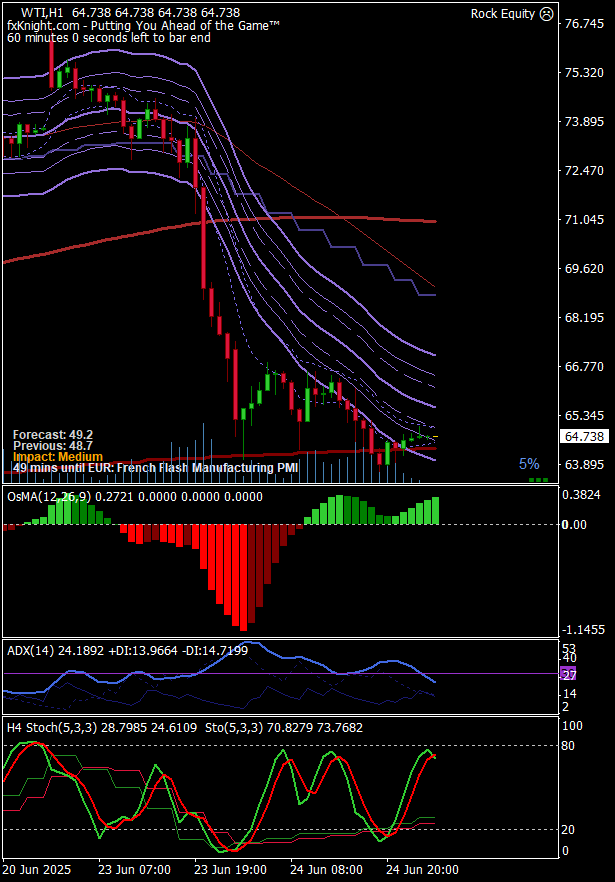 WTI,H1 64.738 64.738 64.738 64.738
fxKnight.com - Putting You Ahead of the Game™
60 minutes 0 seconds left to bar end
Rock Equity ☹
76.745
75.320
73.895
72.470
71.045
69.620
68.195
66.770
65.345
64.738
63.895
Forecast: 49.2
Previous: 48.7
Impact: Medium
49 min until EUR: French Flash Manufacturing PMI
5%
OsMA(12,26,9) 0.2721 0.0000 0.0000 0.0000
0.3824
0.00
-1.1455
ADX(14) 24.1892 +DI:13.9664 -DI:14.7199
53
40
27
14
2
H4 Stoch(5,3,3) 28.7985 24.6109 Sto(5,3,3) 70.8279 73.7682
100
80
20
0
20 Jun 2025
23 Jun 07:00
23 Jun 19:00
24 Jun 08:00
24 Jun 20:00